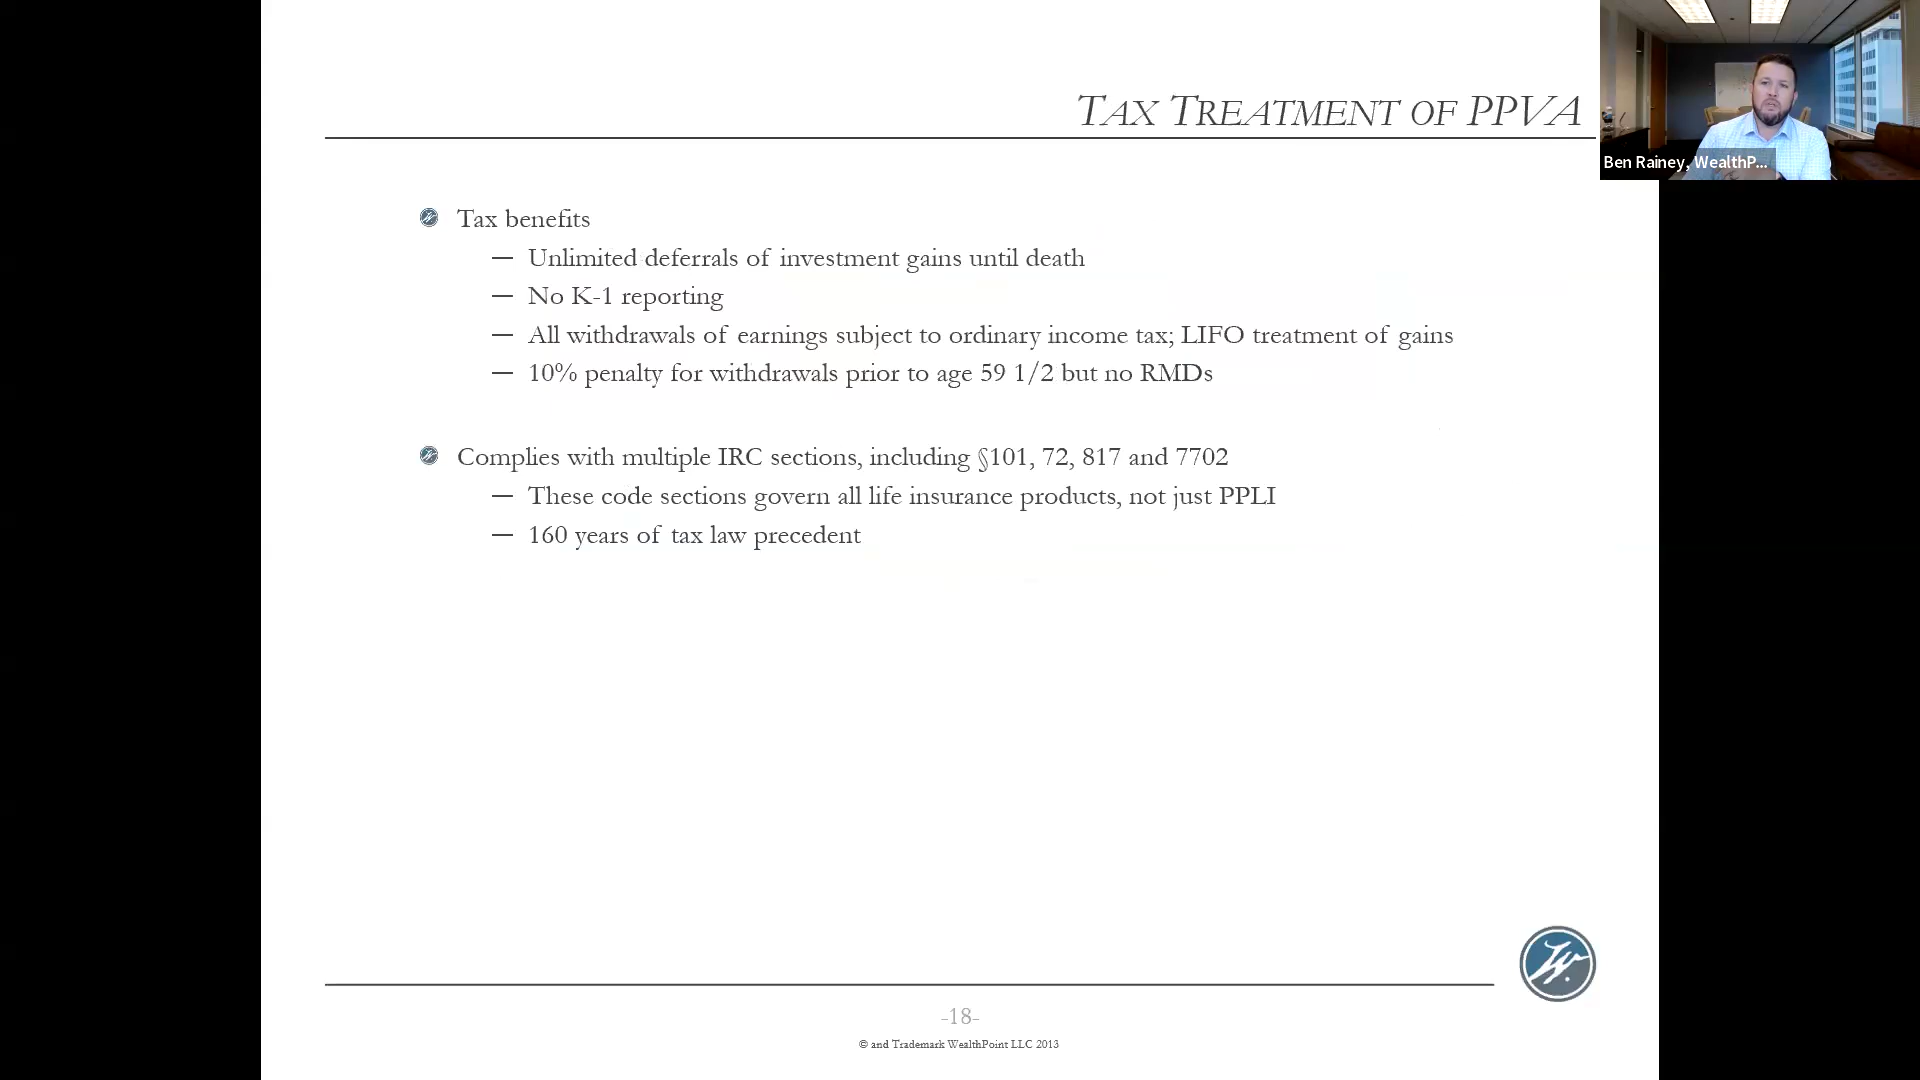 TAX TREATMENT OF PPVA
Ben Rainey, WealthP...
Tax benefits
— Unlimited deferrals of investment gains until death
— No K-1 reporting
— All withdrawals of earnings subject to ordinary income tax; LIFO treatment of gains
— 10% penalty for withdrawals prior to age 59 1/2 but no RMDs
Complies with multiple IRC sections, including §101, 72, 817 and 7702
— These code sections govern all life insurance products, not just PPLI
— 160 years of tax law precedent
-18-
© and Trademark WealthPoint LLC 2013